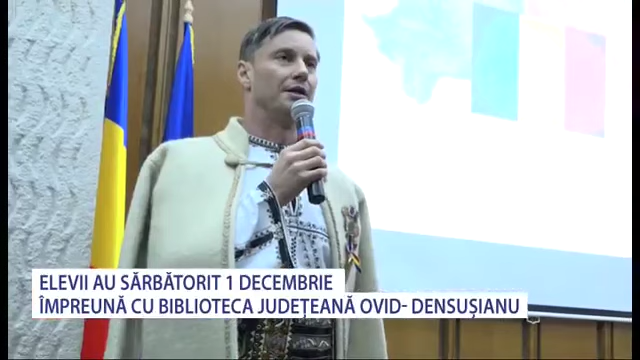 ELEVII AU SĂRBĂTORIT 1 DECEMBRIE
ÎMPREUNĂ CU BIBLIOTECA JUDEȚEANĂ OVID- DENSUȘIANU